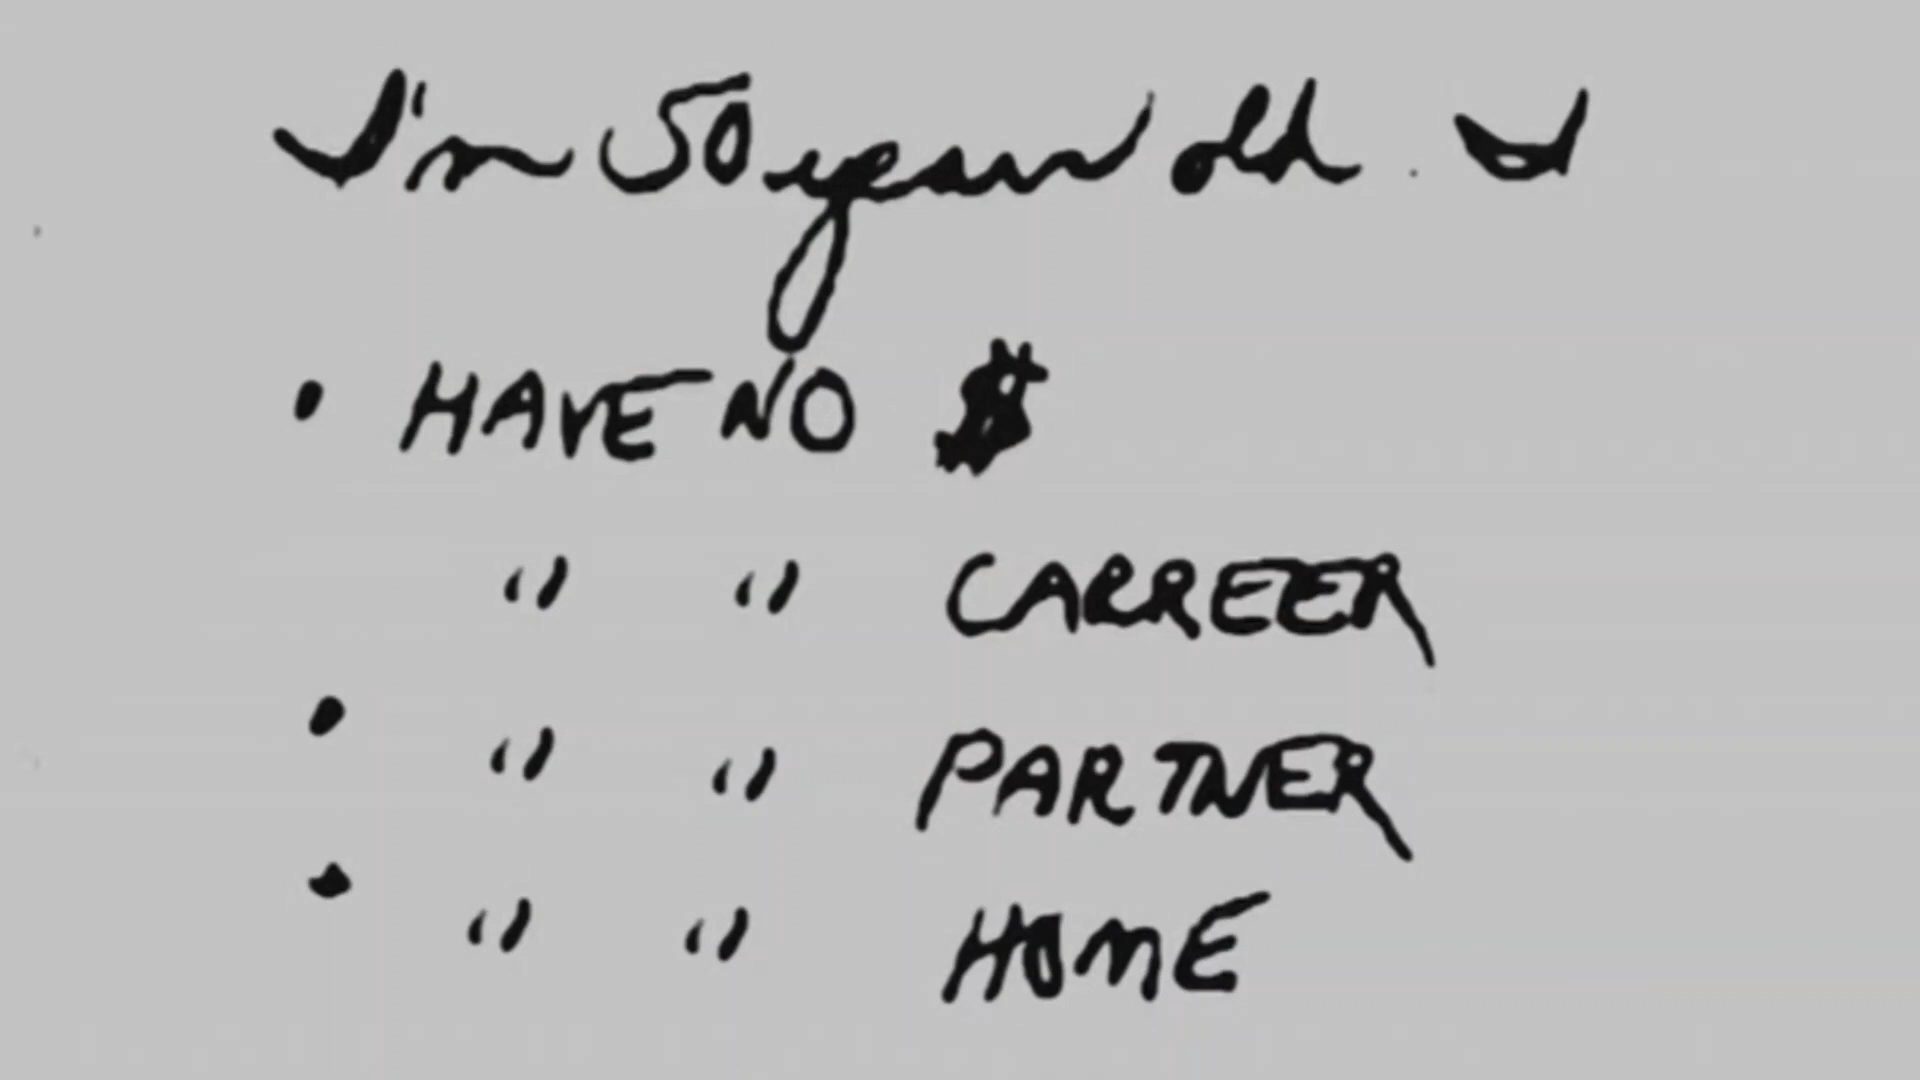 I'm 50 years old. I
• HAVE NO $
" " CARREER
• " " PARTNER
• " " HOME